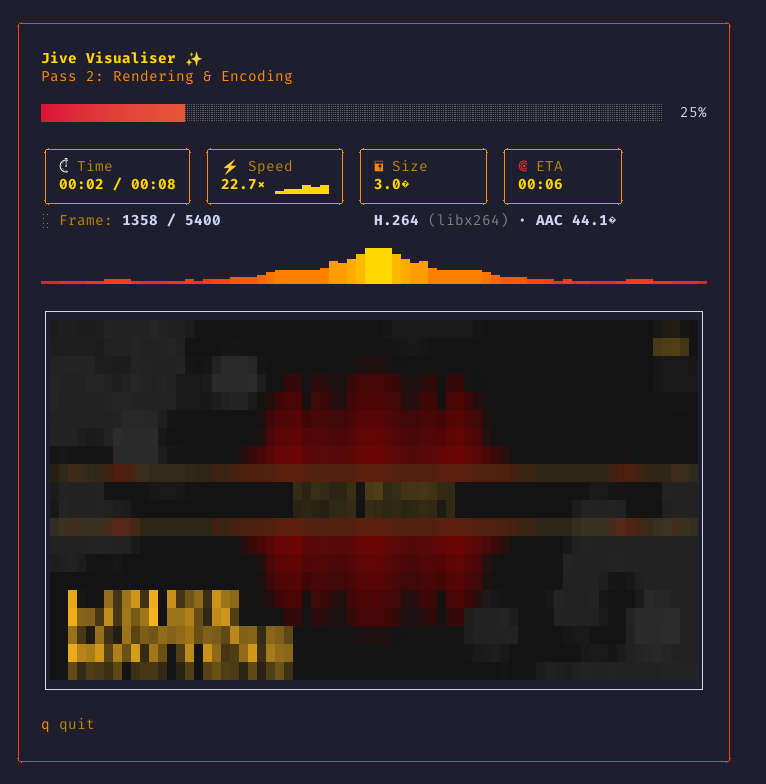 Jive Visualiser ✨
Pass 2: Rendering & Encoding
25%
⏱ Time
00:02 / 00:08
⚡ Speed
22.7×
Size
3.0�
ETA
00:06
Frame: 1358 / 5400
H.264 (libx264) · AAC 44.1�
q quit